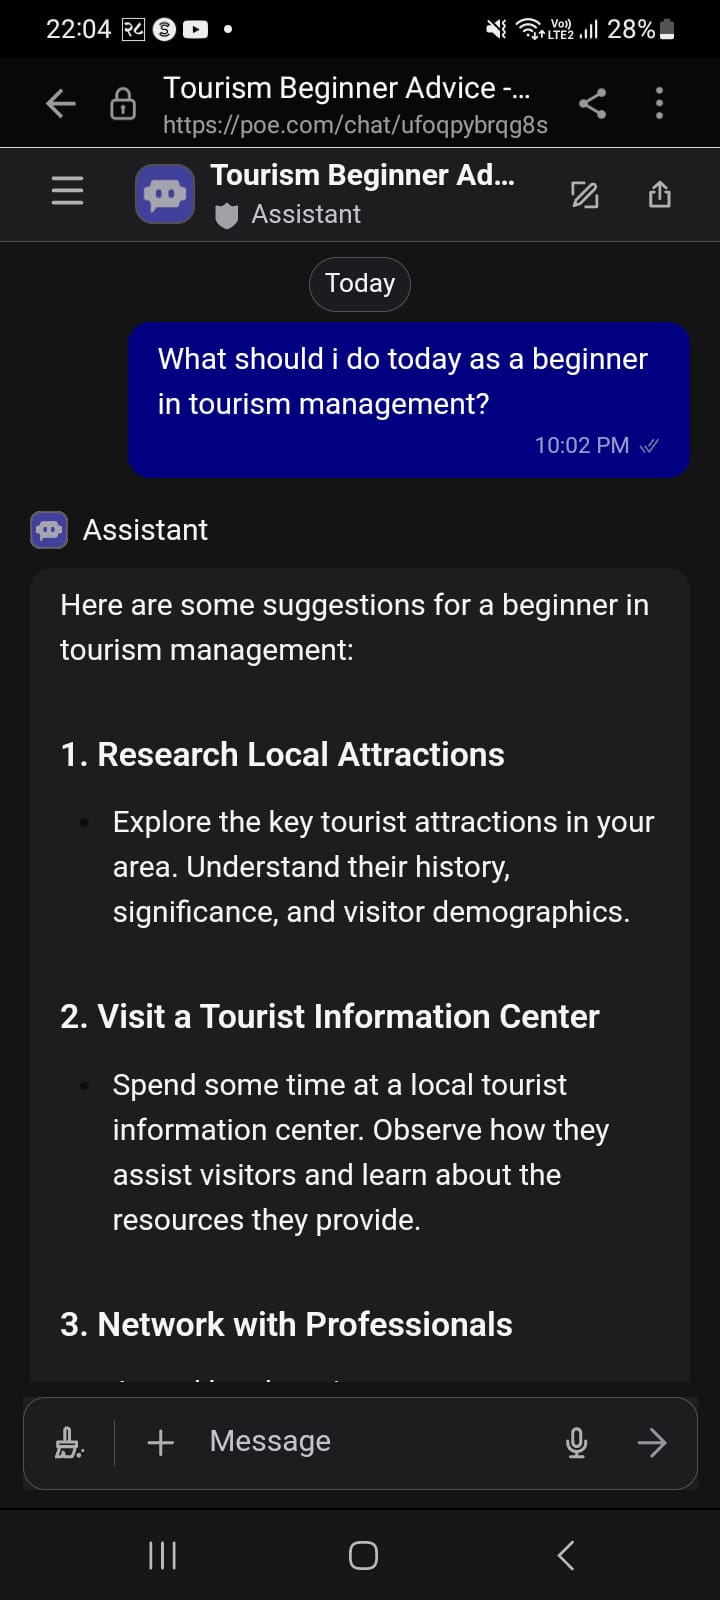 22:04 २८ 28%
Vo))
LTE2
Tourism Beginner Advice -...
https://poe.com/chat/ufoqpybrqg8s
Tourism Beginner Ad...
Assistant
Today
What should i do today as a beginner
in tourism management?
10:02 PM
Assistant
Here are some suggestions for a beginner in
tourism management:
1. Research Local Attractions
Explore the key tourist attractions in your
area. Understand their history,
significance, and visitor demographics.
2. Visit a Tourist Information Center
Spend some time at a local tourist
information center. Observe how they
assist visitors and learn about the
resources they provide.
3. Network with Professionals
Message